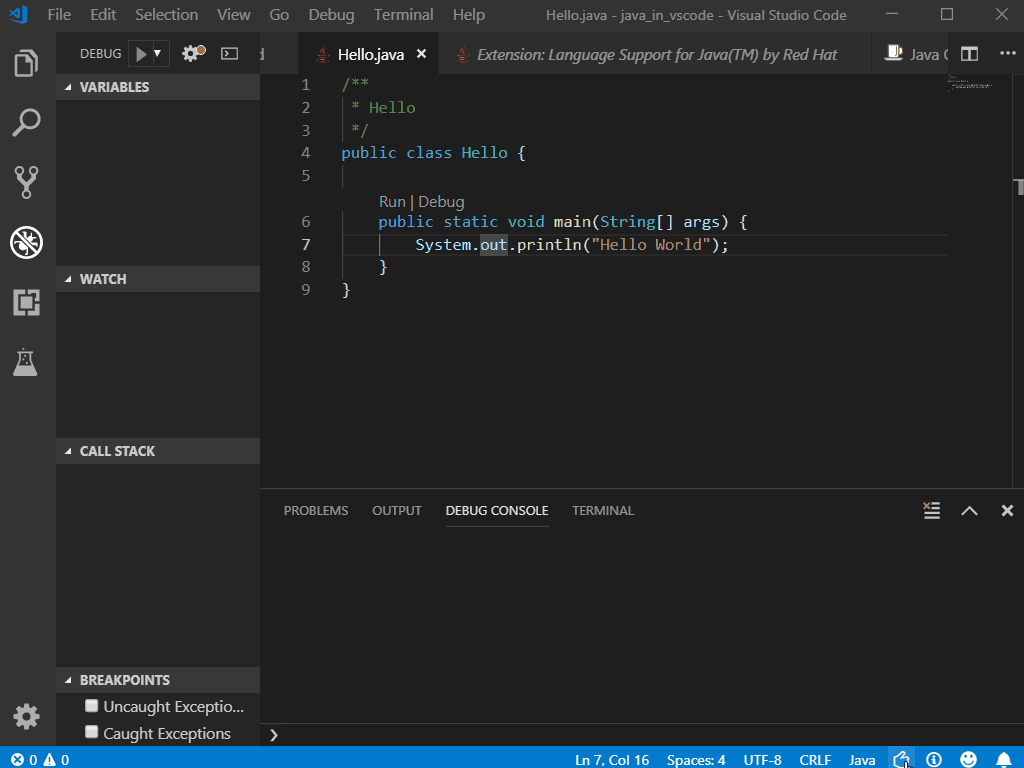 File Edit Selection View Go Debug Terminal Help Hello.java - java_in_vscode - Visual Studio Code
DEBUG
Hello.java Extension: Language Support for Java(TM) by Red Hat Java
VARIABLES
1 /**
2 * Hello
3 */
4 public class Hello {
5
Run | Debug
6 public static void main(String[] args) {
7 System.out.println("Hello World");
8 }
9 }
WATCH
CALL STACK
PROBLEMS OUTPUT DEBUG CONSOLE TERMINAL
BREAKPOINTS
Uncaught Exceptio...
Caught Exceptions
0 0 Ln 7, Col 16 Spaces: 4 UTF-8 CRLF Java